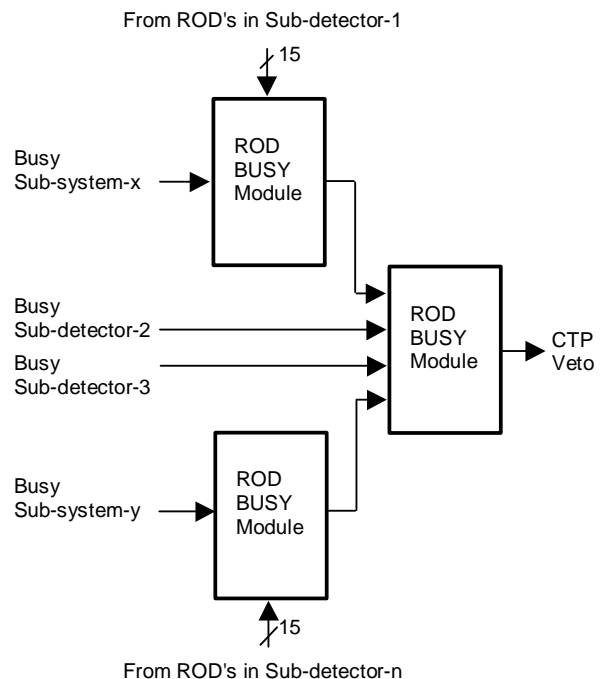 From ROD's in Sub-detector-1
15
ROD
BUSY
Module
Busy
Sub-system-x
Busy
Sub-detector-2
Busy
Sub-detector-3
ROD
BUSY
Module
CTP
Veto
Busy
Sub-system-y
ROD
BUSY
Module
15
From ROD's in Sub-detector-n